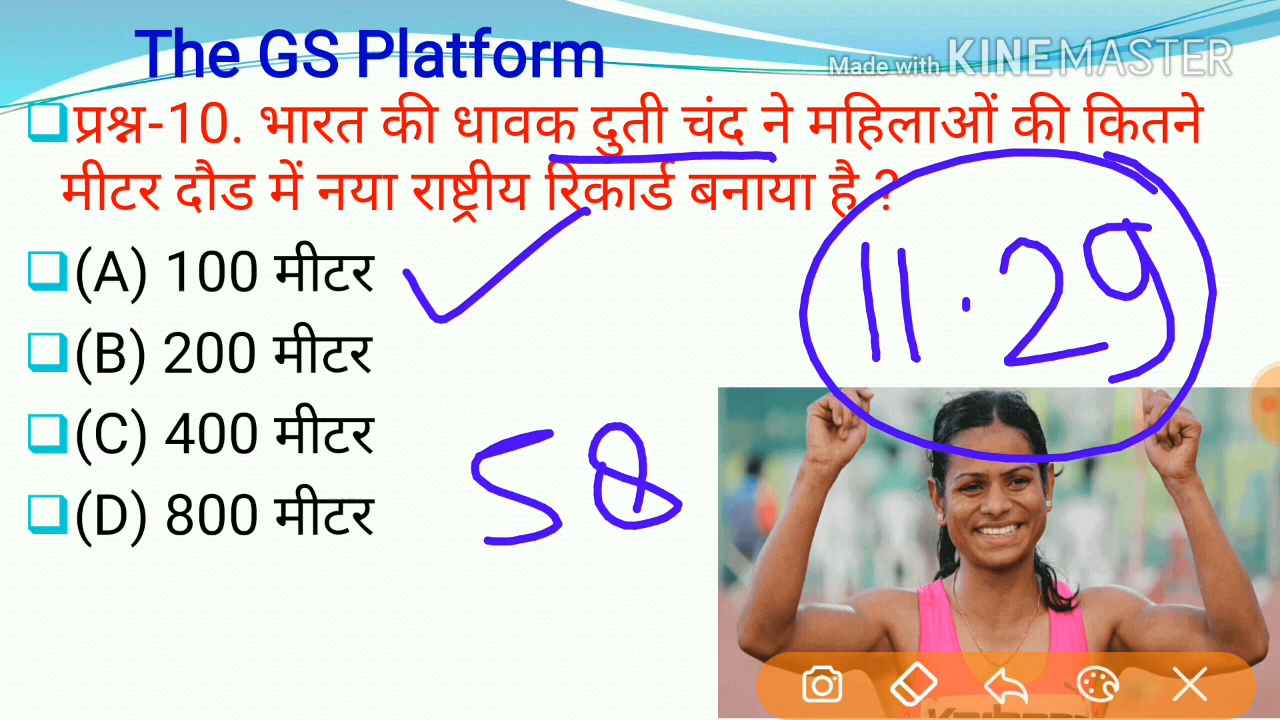 The GS Platform
Made with KINEMASTER
प्रश्न-10. भारत की धावक दुती चंद ने महिलाओं की कितने
मीटर दौड में नया राष्ट्रीय रिकार्ड बनाया है ?
(A) 100 मीटर
11.29
(B) 200 मीटर
(C) 400 मीटर
58
(D) 800 मीटर